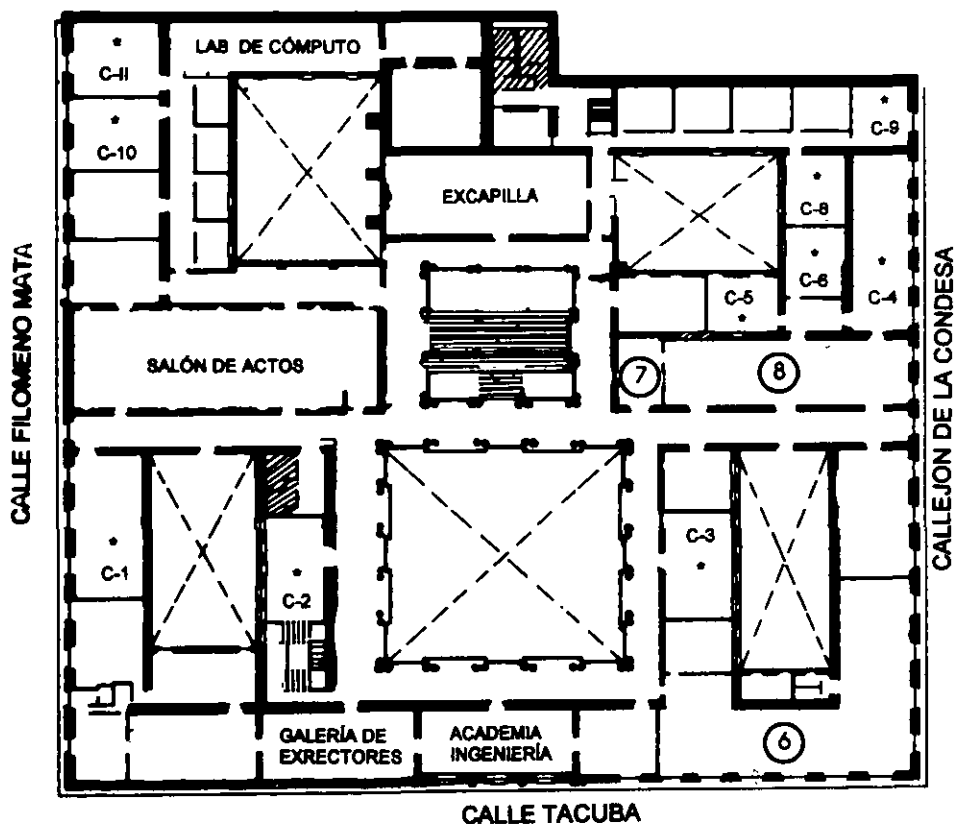 LAB DE CÓMPUTO
C-11
C-10
C-9
EXCAPILLA
C-8
C-6
C-5
C-4
CALLE FILOMENO MATA
CALLEJON DE LA CONDESA
SALÓN DE ACTOS
7
8
C-3
C-1
C-2
GALERÍA DE
EXRECTORES
ACADEMIA
INGENIERÍA
6
CALLE TACUBA